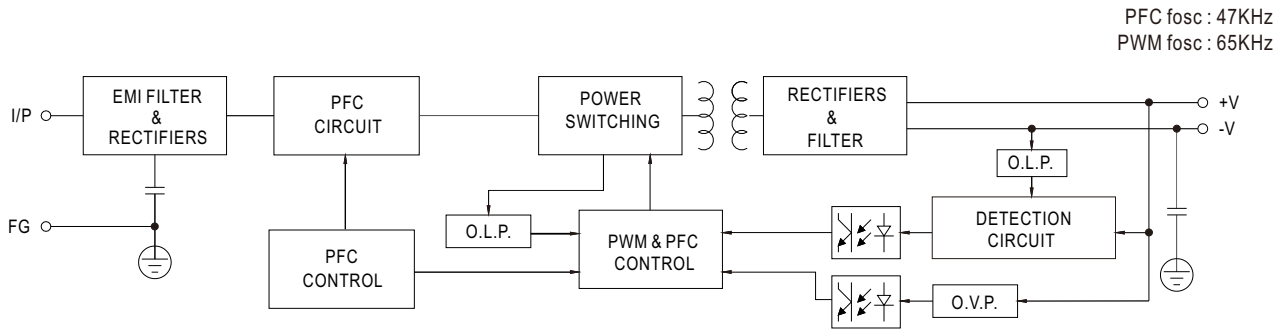 PFC fosc : 47KHz
PWM fosc : 65KHz
I/P
EMI FILTER
&
RECTIFIERS
PFC
CIRCUIT
POWER
SWITCHING
RECTIFIERS
&
FILTER
+V
-V
O.L.P.
FG
PFC
CONTROL
O.L.P.
PWM & PFC
CONTROL
DETECTION
CIRCUIT
O.V.P.